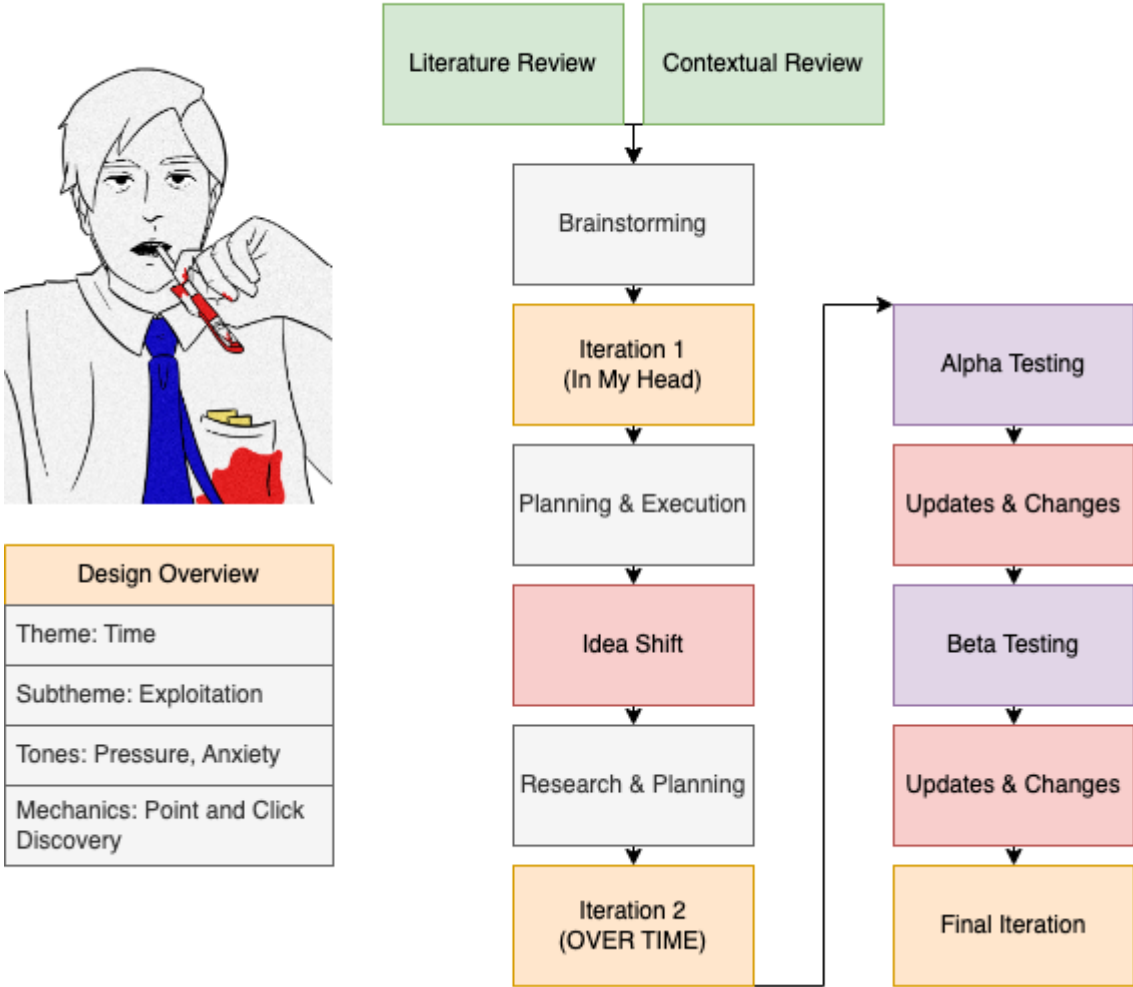 Literature Review
Contextual Review
Brainstorming
Iteration 1
(In My Head)
Planning & Execution
Idea Shift
Research & Planning
Iteration 2
(OVER TIME)
Alpha Testing
Updates & Changes
Beta Testing
Updates & Changes
Final Iteration
Design Overview
Theme: Time
Subtheme: Exploitation
Tones: Pressure, Anxiety
Mechanics: Point and Click
Discovery